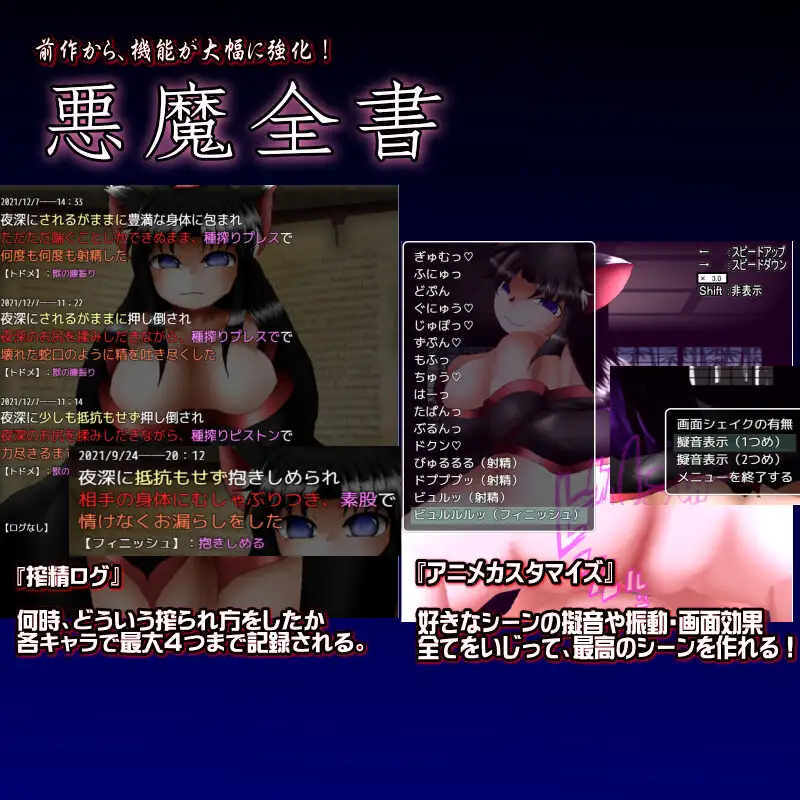 前作から、機能が大幅に強化！
悪魔全書
2021/12/7――14：33
夜深にされるがままに豊満な身体に包まれ
ただただ喘ぐことしかできぬまま、種搾りプレスで
何度も何度も射精した
【トドメ】：獣の腰振り
2021/12/7――11：22
夜深にされるがままに押し倒され
夜深のお尻を揉みしだきながら、種搾りプレスで
壊れた蛇口のように精を吐き尽くした
【トドメ】：獣の腰振り
2021/12/7――11：14
夜深に少しも抵抗もせず押し倒され
夜深のお尻を揉みしだきながら、種搾りピストンで
力尽きるま
【トドメ】：獣の
【ログなし】
2021/9/24――20：12
夜深に抵抗もせず抱きしめられ
相手の身体にむしゃぶりつき、素股で
情けなくお漏らしをした
【フィニッシュ】：抱きしめる
『搾精ログ』
何時、どういう搾られ方をしたか
各キャラで最大４つまで記録される。
ぎゅむっ♡
ふにゅっ
どぷん
ぐにゅう♡
じゅぽっ♡
ずぷん♡
もふっ
ちゅう♡
はーっ
たぱんっ
ぷるんっ
ドクン♡
びゅるるる（射精）
ドプププッ（射精）
ビュルッ（射精）
ビュルルルッ（フィニッシュ）
← ：スピードアップ
→ ：スピードダウン
× 3.0
Shift：非表示
画面シェイクの有無
擬音表示（1つめ）
擬音表示（2つめ）
メニューを終了する
『アニメカスタマイズ』
好きなシーンの擬音や振動・画面効果
全てをいじって、最高のシーンを作れる！